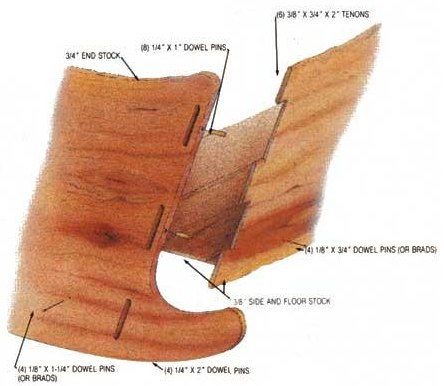 (6) 3/8" X 3/4" X 2" TENONS
(8) 1/4" X 1" DOWEL PINS
3/4" END STOCK
(4) 1/8" X 3/4" DOWEL PINS (OR BRADS)
3/8" SIDE AND FLOOR STOCK
(4) 1/8" X 1-1/4" DOWEL PINS
(OR BRADS)
(4) 1/4" X 2" DOWEL PINS